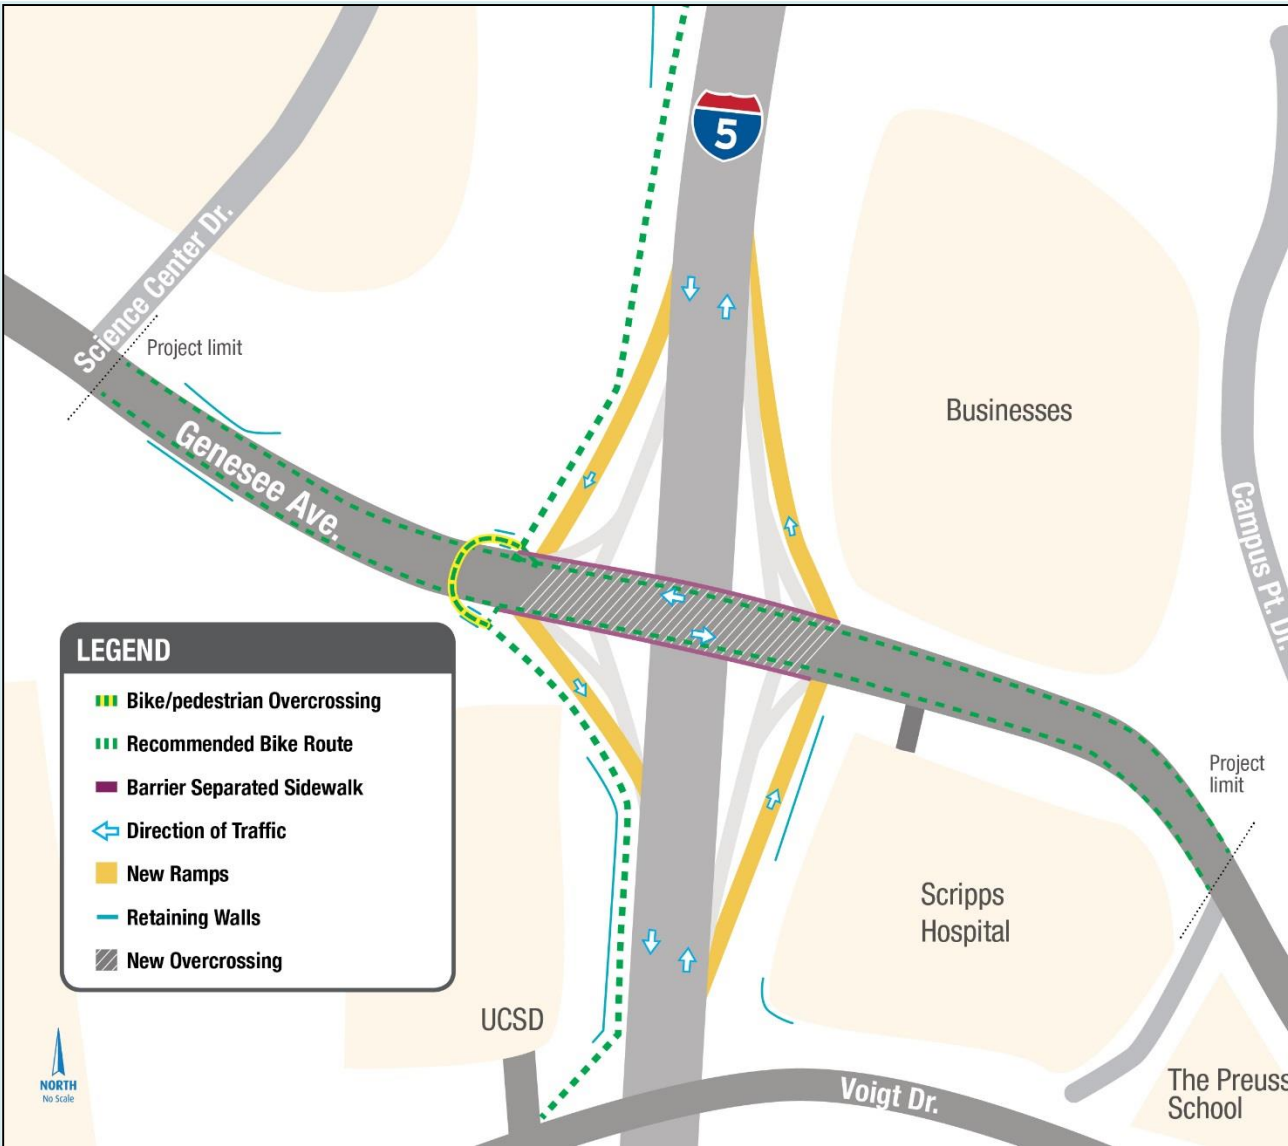 5
Science Center Dr.
Project limit
Genesee Ave.
Businesses
Campus Pt. Dr.
LEGEND
Bike/pedestrian Overcrossing
Recommended Bike Route
Barrier Separated Sidewalk
Direction of Traffic
New Ramps
Retaining Walls
New Overcrossing
Project
limit
Scripps
Hospital
UCSD
NORTH
No Scale
Voigt Dr.
The Preuss
School